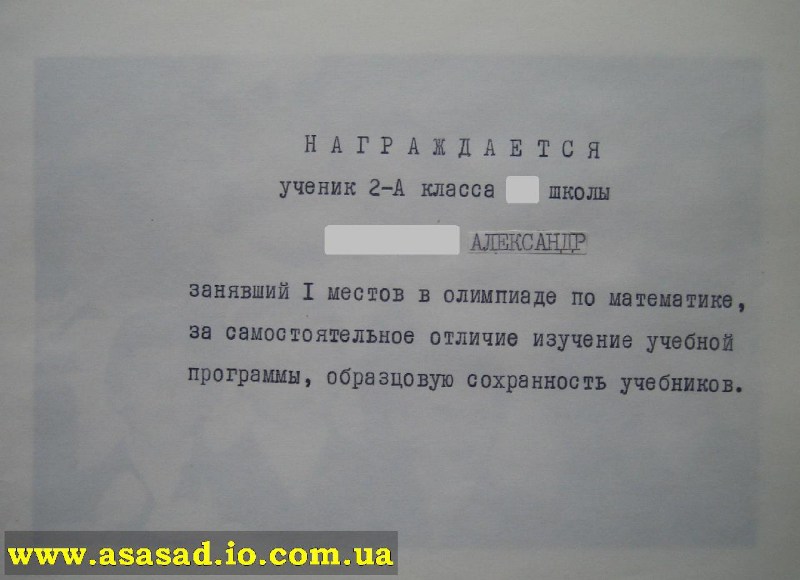 НАГРАЖДАЕТСЯ
ученик 2-А класса школы
АЛЕКСАНДР
занявший I местов в олимпиаде по математике,
за самостоятельное отличие изучение учебной
программы, образцовую сохранность учебников.
www.asasad.io.com.ua